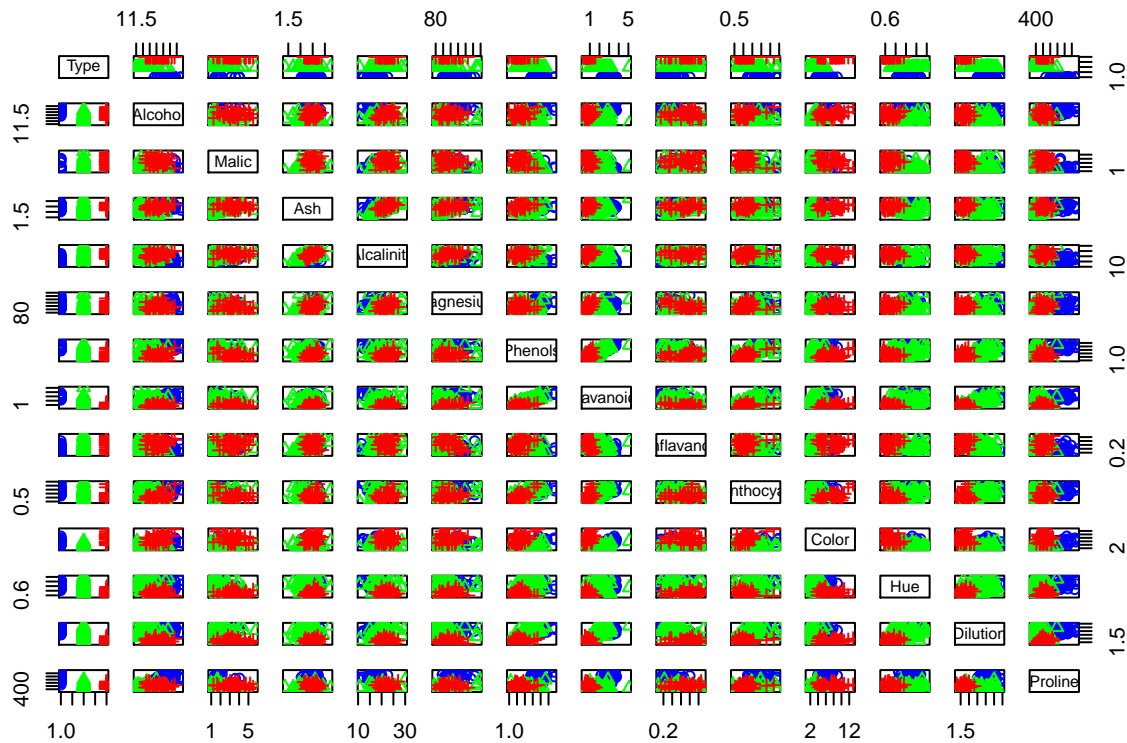 11.5 1.5 80 1 5 0.5 0.6 400
Type 1.0
11.5 Alcohol
Malic 1
1.5 Ash
Alcalinit 10
80 agnesiu
Phenols 1.0
1 avanoid
nflavano 0.2
0.5 nthocya
Color 2
0.6 Hue
Dilution 1.5
400 Proline
1.0 1 5 10 30 1.0 0.2 2 12 1.5